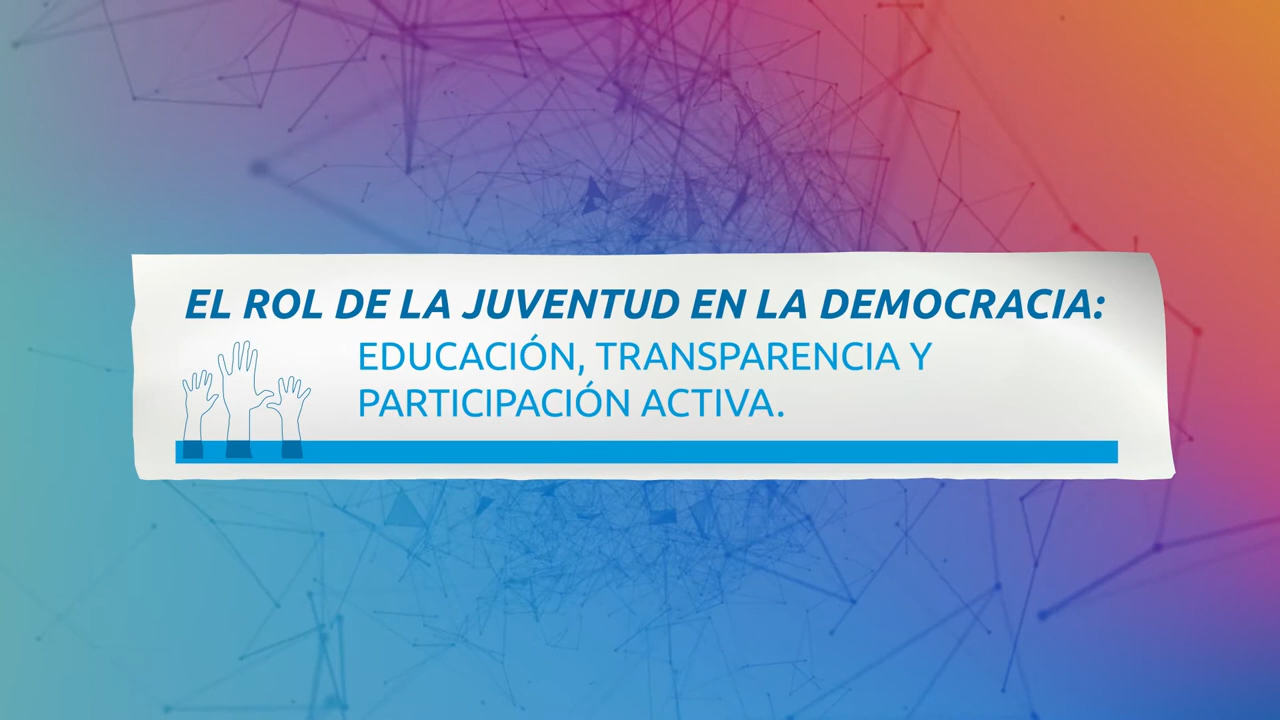 EL ROL DE LA JUVENTUD EN LA DEMOCRACIA:
EDUCACIÓN, TRANSPARENCIA Y
PARTICIPACIÓN ACTIVA.